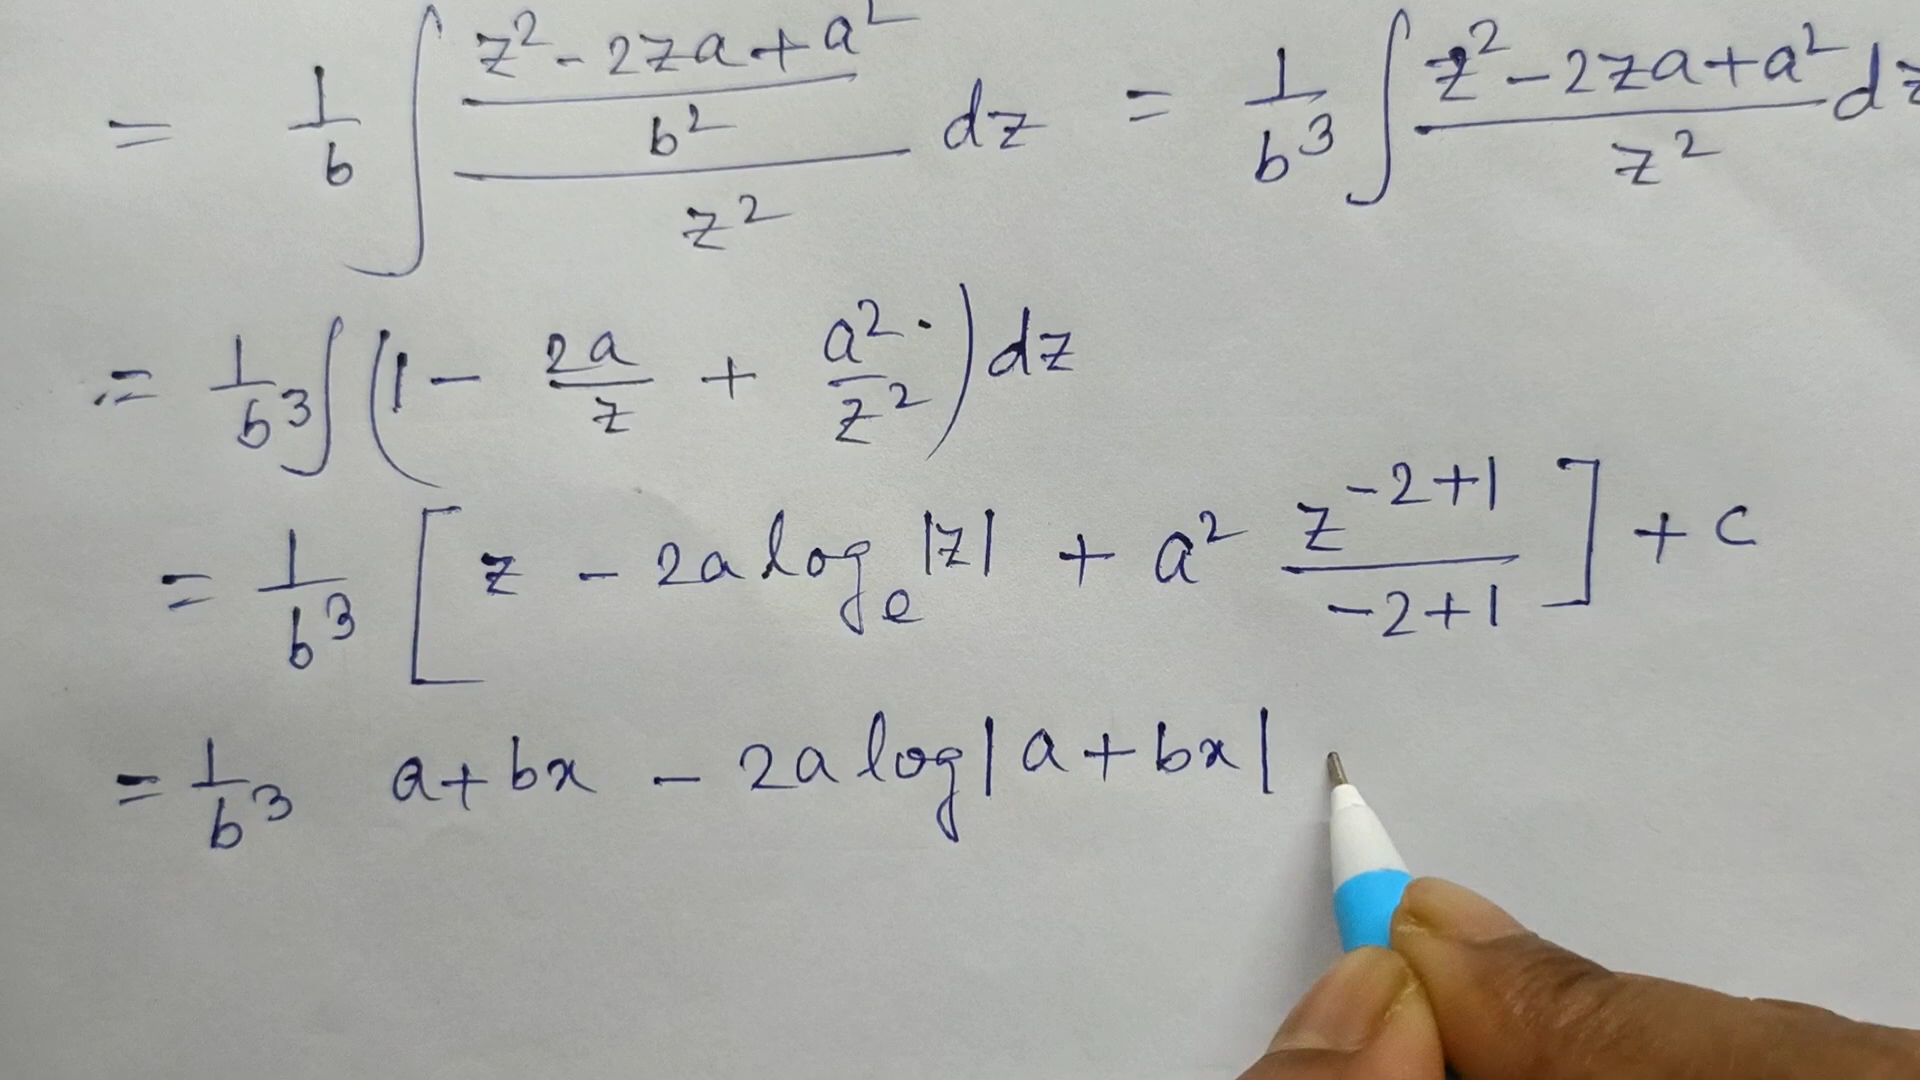 = 1/b ∫ ((z² - 2za + a²)/b²)/z² dz = 1/b³ ∫ (z² - 2za + a²)/z² dz
= 1/b³ ∫ (1 - 2a/z + a²/z²) dz
= 1/b³ [z - 2a logₑ |z| + a² z^(-2+1)/(-2+1)] + c
= 1/b³ a + bx - 2a log |a + bx|